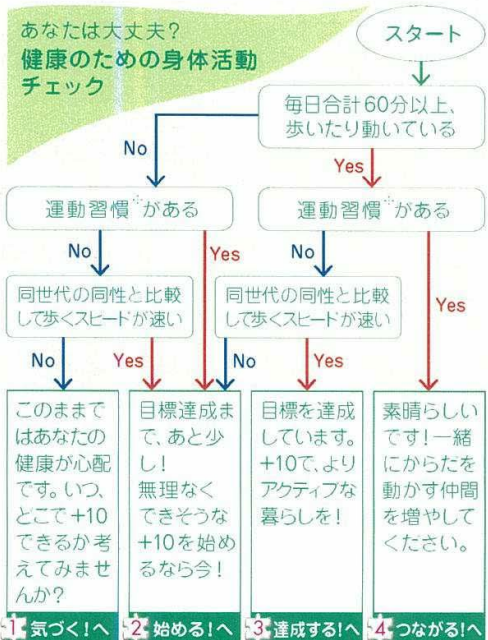 あなたは大丈夫?
健康のための身体活動
チェック
スタート
毎日合計60分以上、
歩いたり動いている
No
Yes
運動習慣※がある
運動習慣※がある
No
Yes
No
Yes
同世代の同性と比較
して歩くスピードが速い
同世代の同性と比較
して歩くスピードが速い
No
Yes
No
Yes
このままで
はあなたの
健康が心配
です。いつ、
どこで+10
できるか考
えてみませ
んか?
目標達成ま
で、あと少
し!
無理なく
できそうな
+10を始め
るなら今!
目標を達成
しています。
+10で、より
アクティブな
暮らしを!
素晴らしい
です!一緒
にからだを
動かす仲間
を増やして
ください。
1 気づく!へ
2 始める!へ
3 達成する!へ
4 つながる!へ